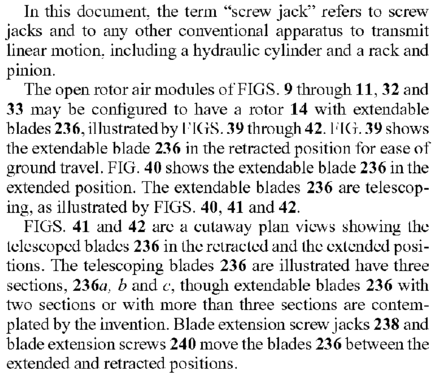 In this document, the term “screw jack” refers to screw
jacks and to any other conventional apparatus to transmit
linear motion, including a hydraulic cylinder and a rack and
pinion.
The open rotor air modules of FIGS. 9 through 11, 32 and
33 may be configured to have a rotor 14 with extendable
blades 236, illustrated by FIGS. 39 through 42. FIG. 39 shows
the extendable blade 236 in the retracted position for ease of
ground travel. FIG. 40 shows the extendable blade 236 in the
extended position. The extendable blades 236 are telescop-
ing, as illustrated by FIGS. 40, 41 and 42.
FIGS. 41 and 42 are a cutaway plan views showing the
telescoped blades 236 in the retracted and the extended posi-
tions. The telescoping blades 236 are illustrated have three
sections, 236a, b and c, though extendable blades 236 with
two sections or with more than three sections are contem-
plated by the invention. Blade extension screw jacks 238 and
blade extension screws 240 move the blades 236 between the
extended and retracted positions.